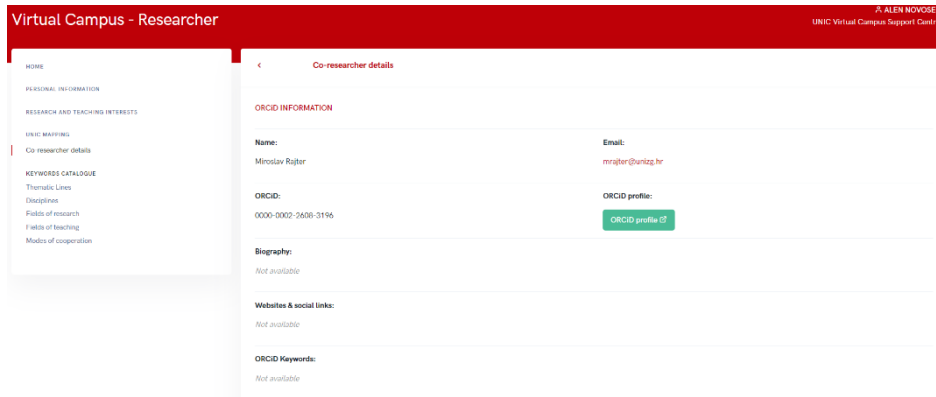 Virtual Campus - Researcher
ALEN NOVOSE
UNIC Virtual Campus Support Centr
HOME
PERSONAL INFORMATION
RESEARCH AND TEACHING INTERESTS
UNIC MAPPING
Co-researcher details
KEYWORDS CATALOGUE
Thematic Lines
Disciplines
Fields of research
Fields of teaching
Modes of cooperation
< Co-researcher details
ORCiD INFORMATION
Name: Email:
Miroslav Rajter mrajter@unizg.hr
ORCiD: ORCiD profile:
0000-0002-2608-3196 ORCiD profile
Biography:
Not available
Websites & social links:
Not available
ORCiD Keywords:
Not available